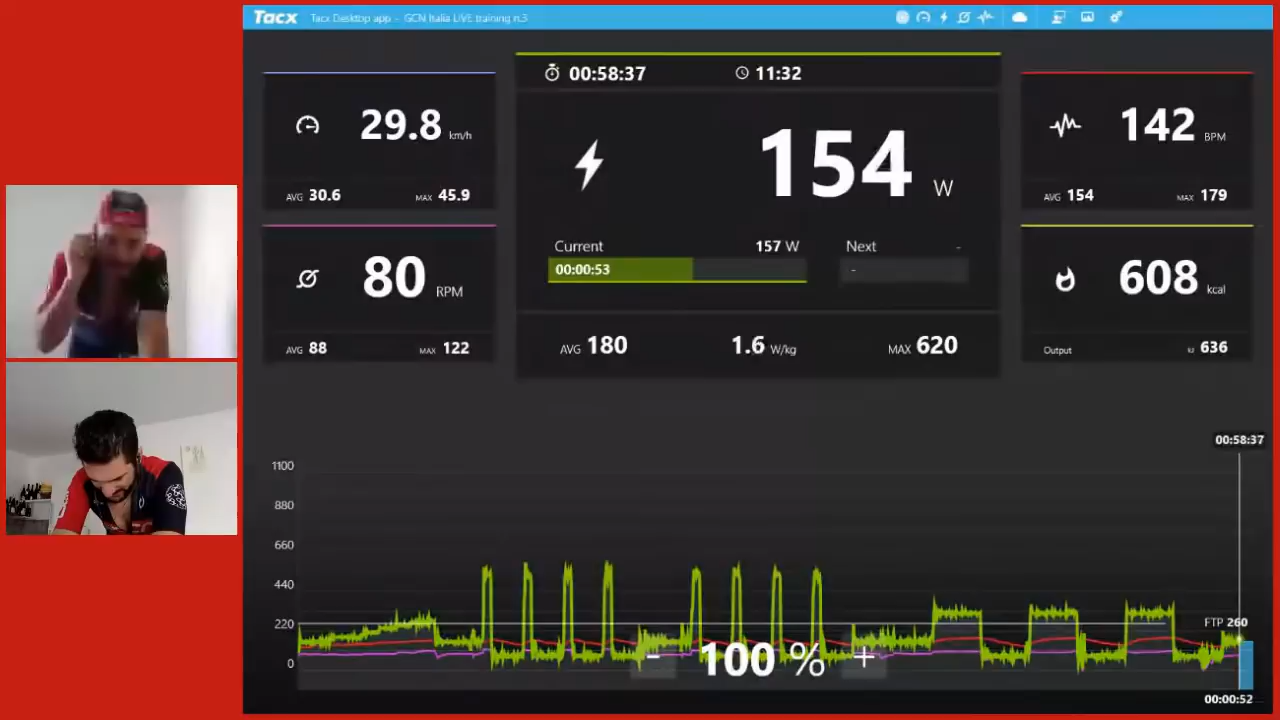 Tacx Tacx Desktop app - GCN Italia LIVE training n.3
00:58:37 11:32
29.8 km/h
AVG 30.6 MAX 45.9
154 W
142 BPM
AVG 154 MAX 179
Current 157 W Next -
00:00:53 -
80 RPM
AVG 88 MAX 122
608 kcal
Output kJ 636
AVG 180 1.6 W/kg MAX 620
00:58:37
1100
880
660
440
220
0
FTP 260
- 100 % +
00:00:52